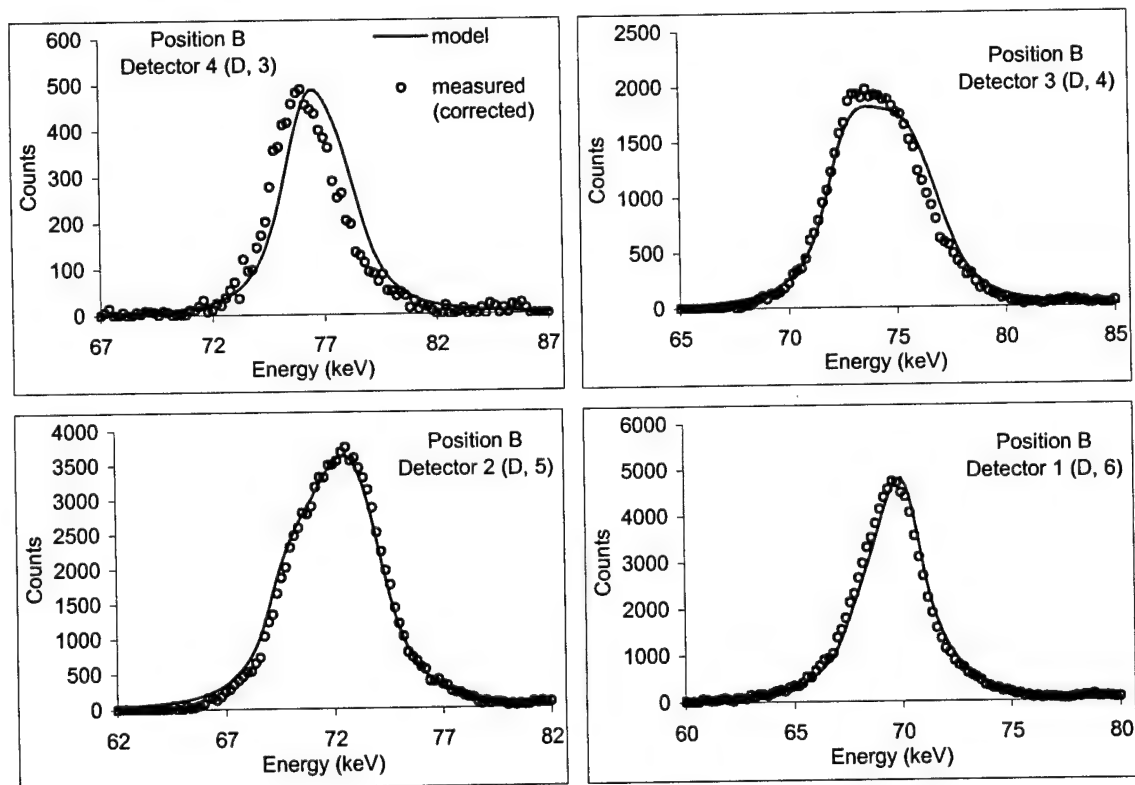 Position B
Detector 4 (D, 3)
model
measured
(corrected)
Counts
600
500
400
300
200
100
0
67
72
77
82
87
Energy (keV)
Position B
Detector 3 (D, 4)
Counts
2500
2000
1500
1000
500
0
65
70
75
80
85
Energy (keV)
Position B
Detector 2 (D, 5)
Counts
4000
3500
3000
2500
2000
1500
1000
500
0
62
67
72
77
82
Energy (keV)
Position B
Detector 1 (D, 6)
Counts
6000
5000
4000
3000
2000
1000
0
60
65
70
75
80
Energy (keV)